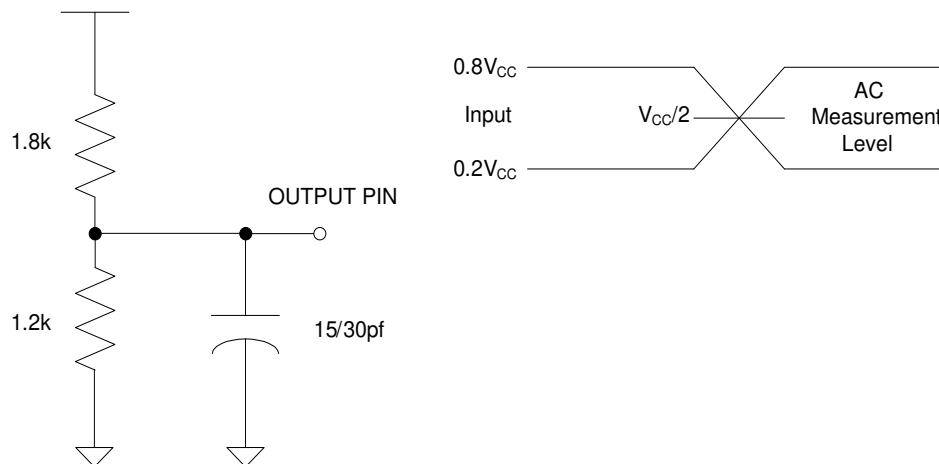 1.8k
OUTPUT PIN
1.2k
15/30pf
0.8VCC
Input
VCC/2
0.2VCC
AC
Measurement
Level